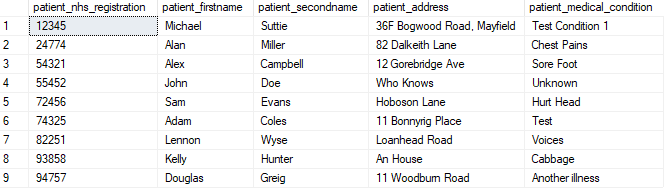 patient_nhs_registration patient_firstname patient_secondname patient_address patient_medical_condition
1 12345 Michael Suttie 36F Bogwood Road, Mayfield Test Condition 1
2 24774 Alan Miller 82 Dalkeith Lane Chest Pains
3 54321 Alex Campbell 12 Gorebridge Ave Sore Foot
4 55452 John Doe Who Knows Unknown
5 72456 Sam Evans Hoboson Lane Hurt Head
6 74325 Adam Coles 11 Bonnyrig Place Test
7 82251 Lennon Wyse Loanhead Road Voices
8 93858 Kelly Hunter An House Cabbage
9 94757 Douglas Greig 11 Woodburn Road Another illness